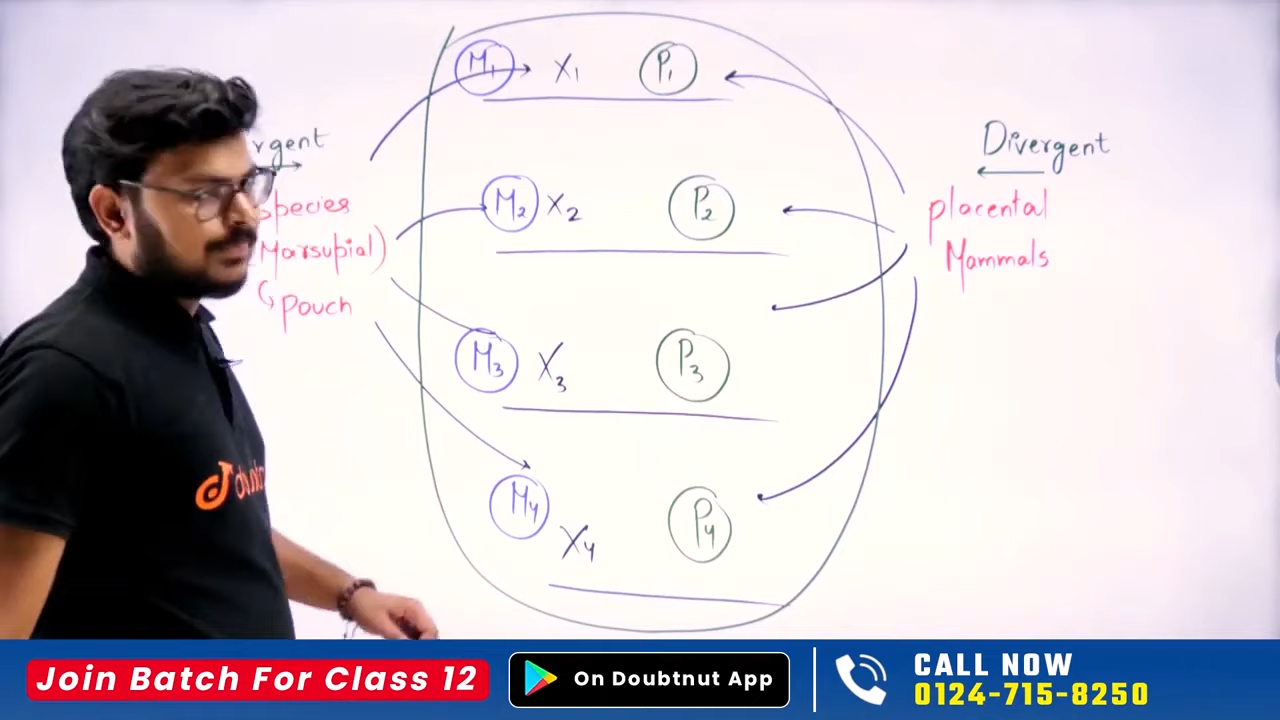 M1 X1 P1
rgent
species
(Marsupial)
Pouch
M2 X2 P2
M3 X3 P3
M4 X4 P4
Divergent
placental
Mammals
Join Batch For Class 12
On Doubtnut App
CALL NOW
0124-715-8250